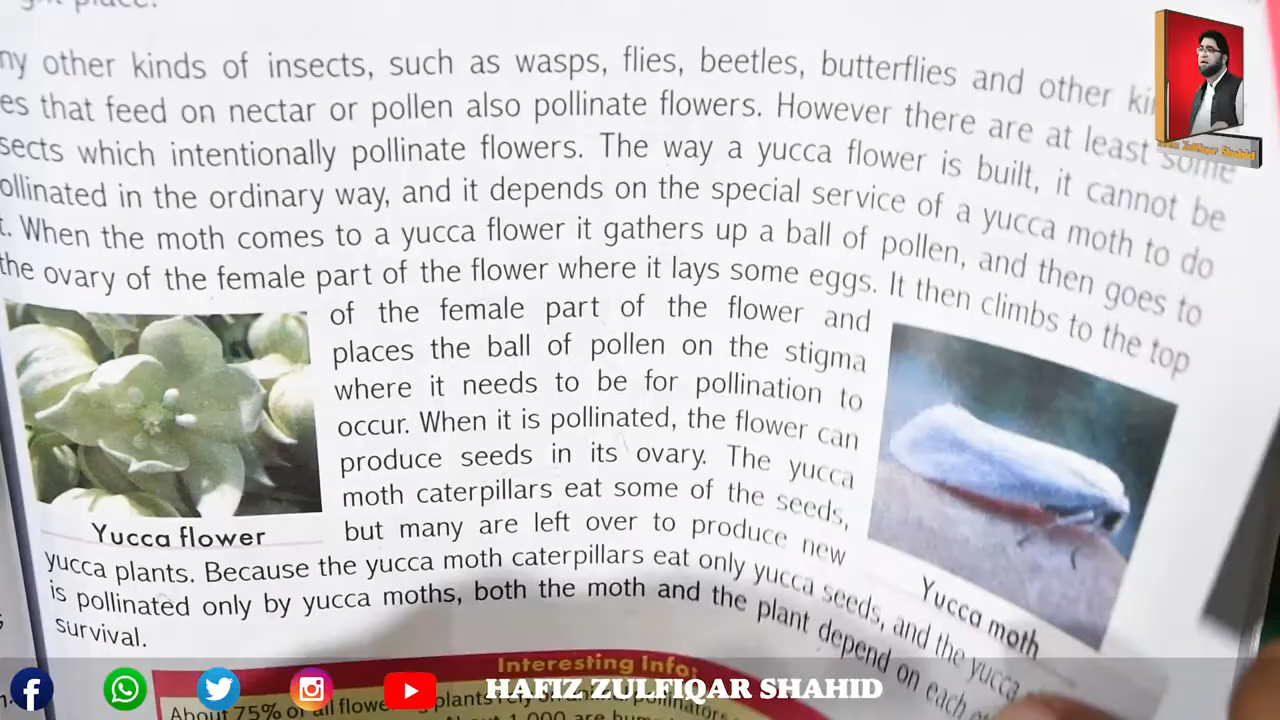 ny other kinds of insects, such as wasps, flies, beetles, butterflies and other
es that feed on nectar or pollen also pollinate flowers. However there are at least some
sects which intentionally pollinate flowers. The way a yucca flower is built, it cannot be
ollinated in the ordinary way, and it depends on the special service of a yucca moth to do
t. When the moth comes to a yucca flower it gathers up a ball of pollen, and then goes to
the ovary of the female part of the flower where it lays some eggs. It then climbs to the top
of the female part of the flower and
places the ball of pollen on the stigma
where it needs to be for pollination to
occur. When it is pollinated, the flower can
produce seeds in its ovary. The yucca
moth caterpillars eat some of the seeds,
but many are left over to produce new
yucca plants. Because the yucca moth caterpillars eat only yucca seeds, and the yucca
is pollinated only by yucca moths, both the moth and the plant depend on each
survival.
Yucca flower
Yucca moth
Interesting Info:
About 75% of all plants rely on pollinators
About 1,000 are
Hafiz Zulfiqar Shahid
HAFIZ ZULFIQAR SHAHID